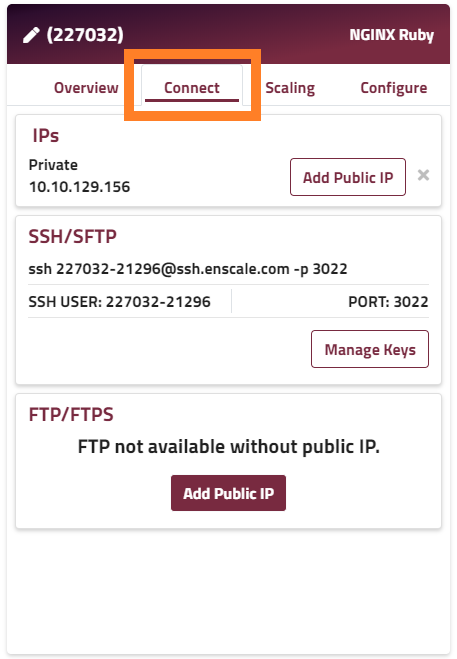 (227032) NGINX Ruby
Overview Connect Scaling Configure
IPs
Private
10.10.129.156
Add Public IP
SSH/SFTP
ssh 227032-21296@ssh.enscale.com -p 3022
SSH USER: 227032-21296 PORT: 3022
Manage Keys
FTP/FTPS
FTP not available without public IP.
Add Public IP